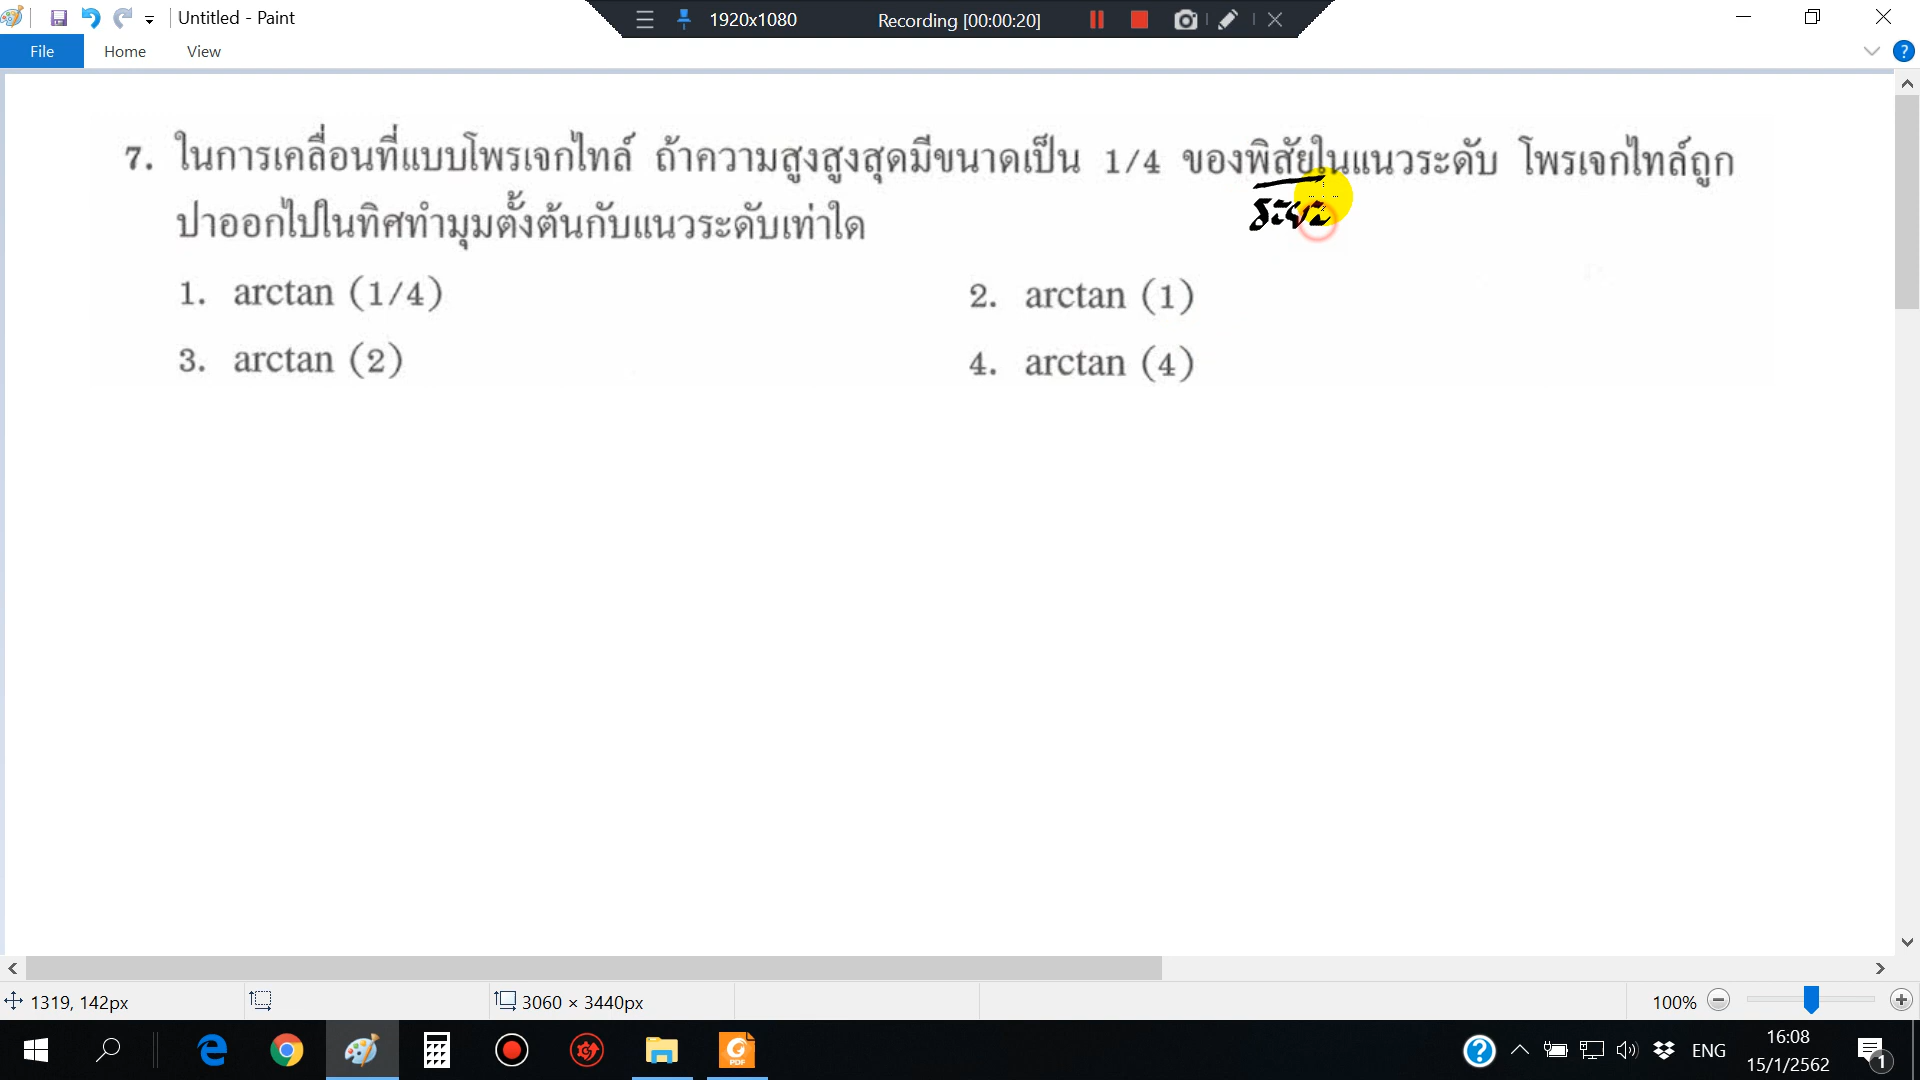 Untitled - Paint
1920x1080
Recording [00:00:20]
File
Home
View
7. ในการเคลื่อนที่แบบโพรเจกไทล์ ถ้าความสูงสูงสุดมีขนาดเป็น 1/4 ของพิสัยในแนวระดับ โพรเจกไทล์ถูก
ปาออกไปในทิศทำมุมตั้งต้นกับแนวระดับเท่าใด
1. arctan (1/4)
2. arctan (1)
3. arctan (2)
4. arctan (4)
1319, 142px
3060 × 3440px
100%
PDF
ENG
16:08
15/1/2562
1